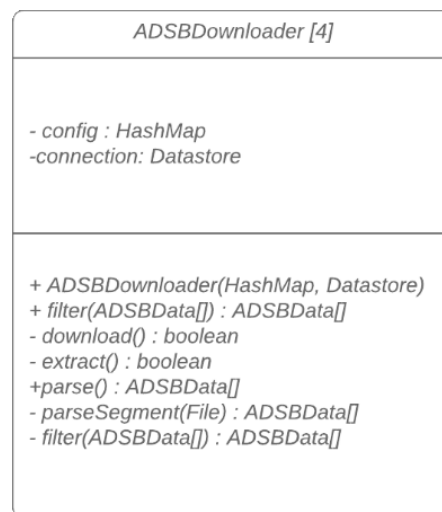 ADSBDownloader [4]
- config : HashMap
-connection: Datastore
+ ADSBDownloader(HashMap, Datastore)
+ filter(ADSBData[]) : ADSBData[]
- download() : boolean
- extract() : boolean
+parse() : ADSBData[]
- parseSegment(File) : ADSBData[]
- filter(ADSBData[]) : ADSBData[]